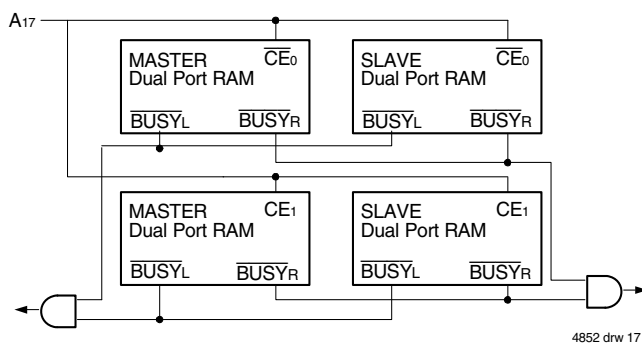 A17
MASTER CE0 SLAVE CE0
Dual Port RAM Dual Port RAM
BUSYL BUSYR BUSYL BUSYR
MASTER CE1 SLAVE CE1
Dual Port RAM Dual Port RAM
BUSYL BUSYR BUSYL BUSYR
4852 drw 17